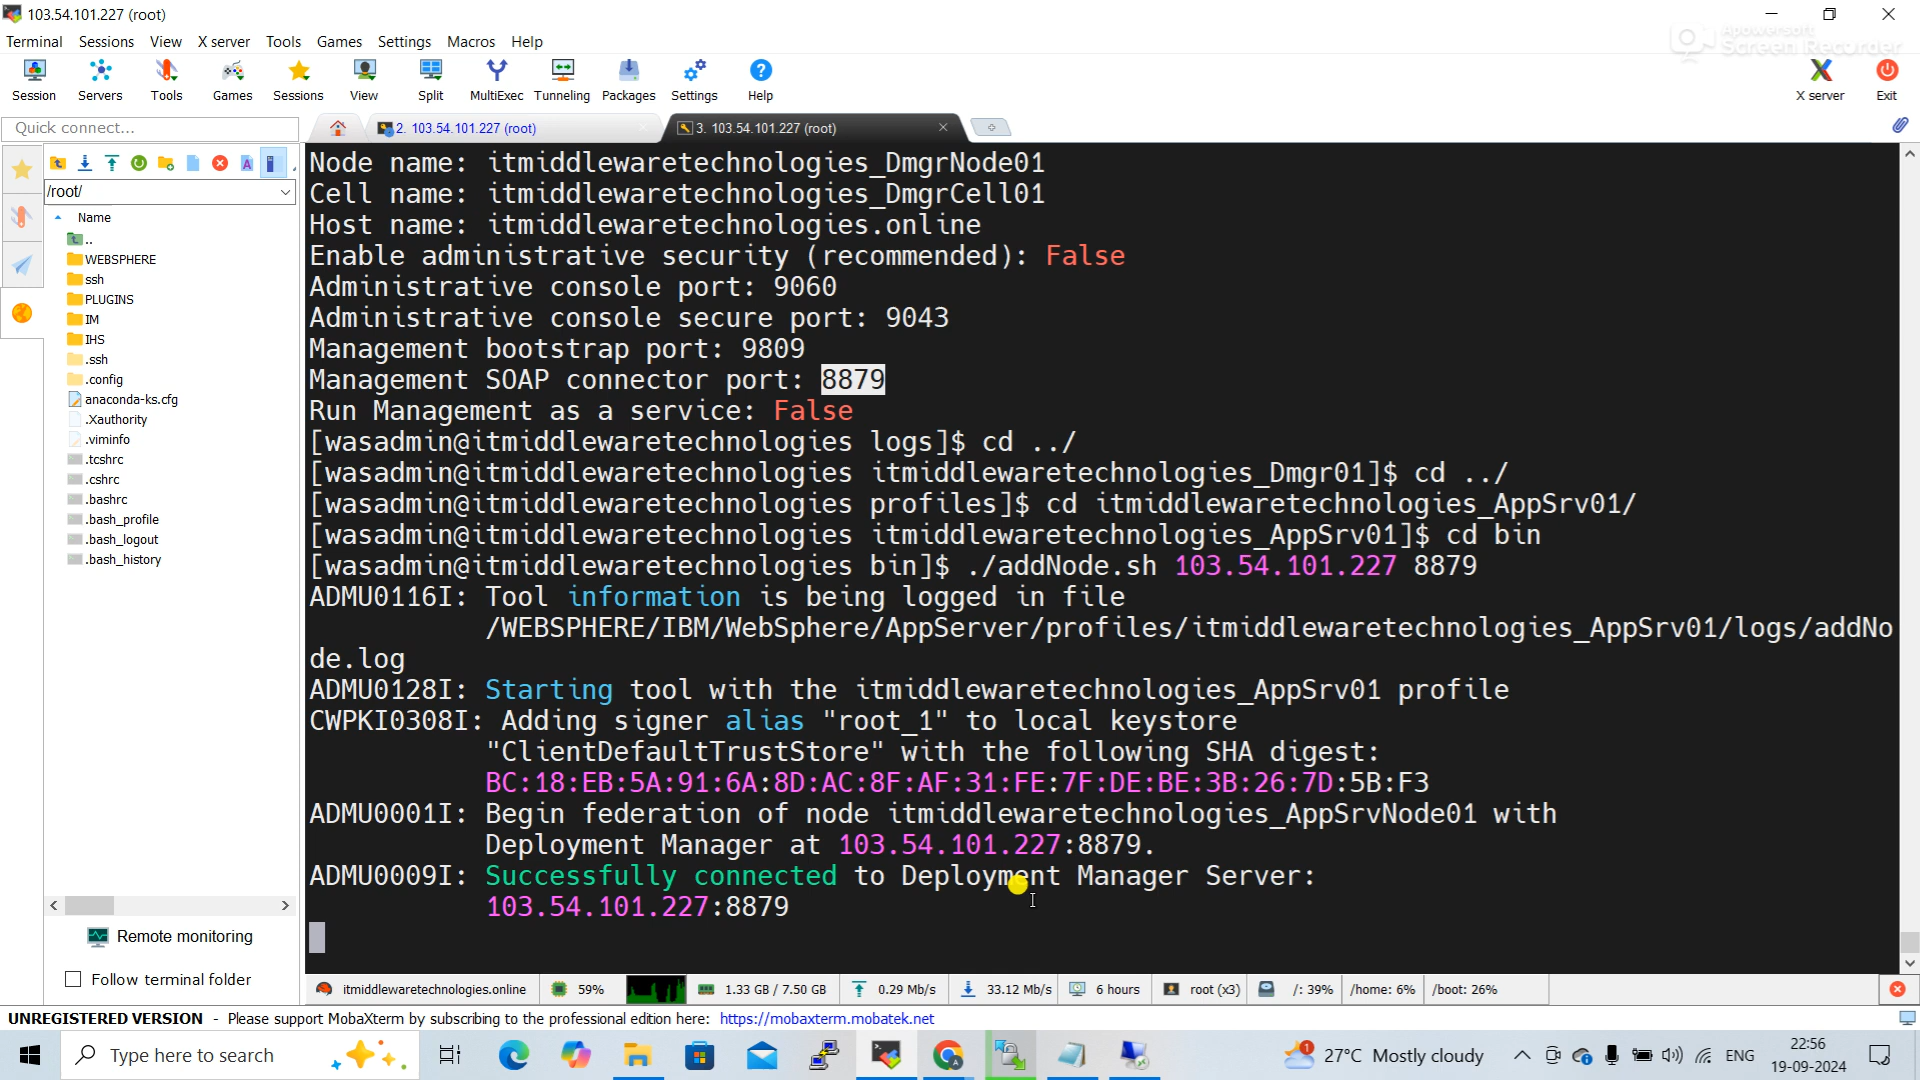 103.54.101.227 (root)
Apowersoft
Screen Recorder
Terminal Sessions View X server Tools Games Settings Macros Help
Session Servers Tools Games Sessions View Split MultiExec Tunneling Packages Settings Help X server Exit
Quick connect...
2. 103.54.101.227 (root)
3. 103.54.101.227 (root)
/root/
Name
..
WEBSPHERE
ssh
PLUGINS
IM
IHS
.ssh
.config
anaconda-ks.cfg
.Xauthority
.viminfo
.tcshrc
.cshrc
.bashrc
.bash_profile
.bash_logout
.bash_history
Remote monitoring
Follow terminal folder
Node name: itmiddlewaretechnologies_DmgrNode01
Cell name: itmiddlewaretechnologies_DmgrCell01
Host name: itmiddlewaretechnologies.online
Enable administrative security (recommended): False
Administrative console port: 9060
Administrative console secure port: 9043
Management bootstrap port: 9809
Management SOAP connector port: 8879
Run Management as a service: False
[wasadmin@itmiddlewaretechnologies logs]$ cd ../
[wasadmin@itmiddlewaretechnologies itmiddlewaretechnologies_Dmgr01]$ cd ../
[wasadmin@itmiddlewaretechnologies profiles]$ cd itmiddlewaretechnologies_AppSrv01/
[wasadmin@itmiddlewaretechnologies itmiddlewaretechnologies_AppSrv01]$ cd bin
[wasadmin@itmiddlewaretechnologies bin]$ ./addNode.sh 103.54.101.227 8879
ADMU0116I: Tool information is being logged in file
/WEBSPHERE/IBM/WebSphere/AppServer/profiles/itmiddlewaretechnologies_AppSrv01/logs/addNo
de.log
ADMU0128I: Starting tool with the itmiddlewaretechnologies_AppSrv01 profile
CWPKI0308I: Adding signer alias "root_1" to local keystore
"ClientDefaultTrustStore" with the following SHA digest:
BC:18:EB:5A:91:6A:8D:AC:8F:AF:31:FE:7F:DE:BE:3B:26:7D:5B:F3
ADMU0001I: Begin federation of node itmiddlewaretechnologies_AppSrvNode01 with
Deployment Manager at 103.54.101.227:8879.
ADMU0009I: Successfully connected to Deployment Manager Server:
103.54.101.227:8879
itmiddlewaretechnologies.online 59% 1.33 GB / 7.50 GB 0.29 Mb/s 33.12 Mb/s 6 hours root (x3) /: 39% /home: 6% /boot: 26%
UNREGISTERED VERSION - Please support MobaXterm by subscribing to the professional edition here: https://mobaxterm.mobatek.net
Type here to search
27°C Mostly cloudy
ENG
22:56
19-09-2024